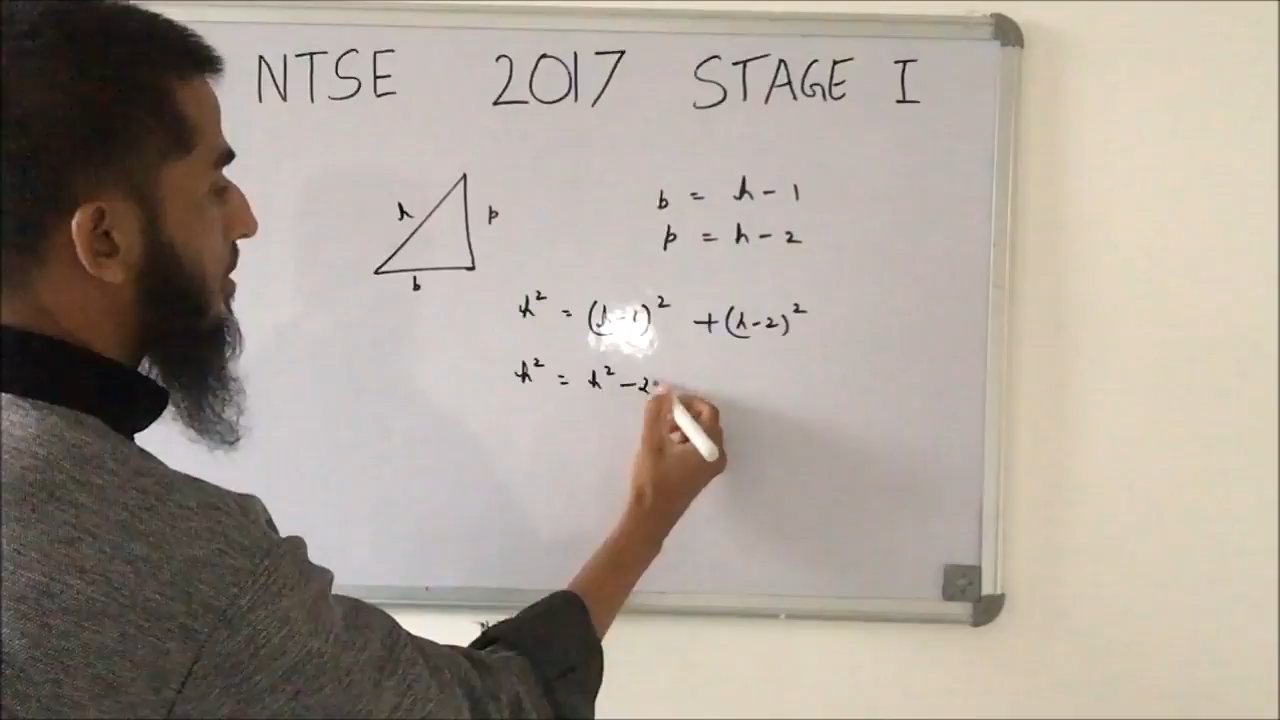 NTSE 2017 STAGE I
h
p
b
b = h - 1
p = h - 2
h² = (h-1)² + (h-2)²
h² = h² - 2